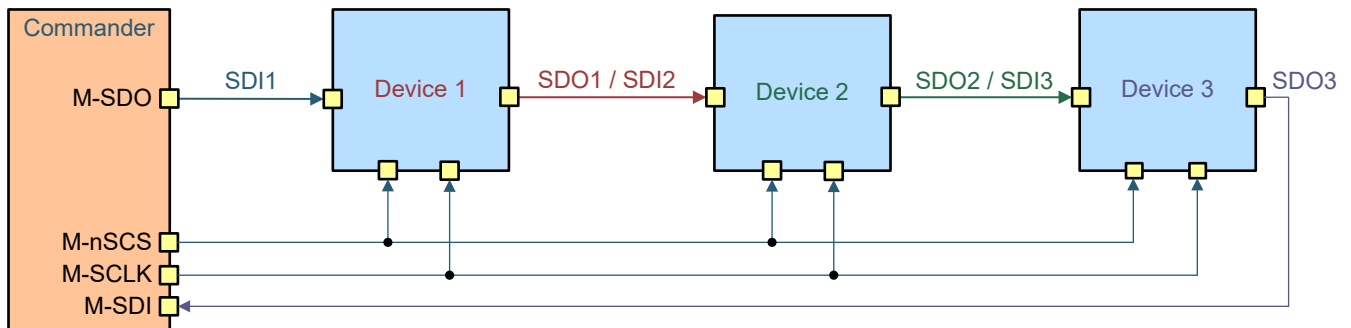 Commander
M-SDO
SDI1
Device 1
SDO1 / SDI2
Device 2
SDO2 / SDI3
Device 3
SDO3
M-nSCS
M-SCLK
M-SDI